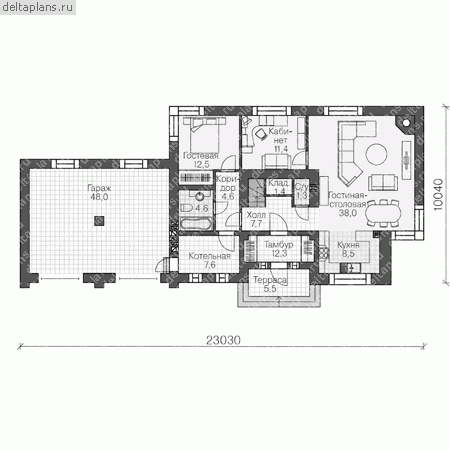 deltaplans.ru
Гостевая
12.5
Каби-
нет
11.4
Гараж
48,0
Кори-
дор
4.6
Клад.
1.4
С/у
1.3
Гостиная-
столовая
38.0
4.6
Холл
7.7
10040
Котельная
7.6
Тамбур
12,3
Кухня
8,5
Терраса
5.5
23030